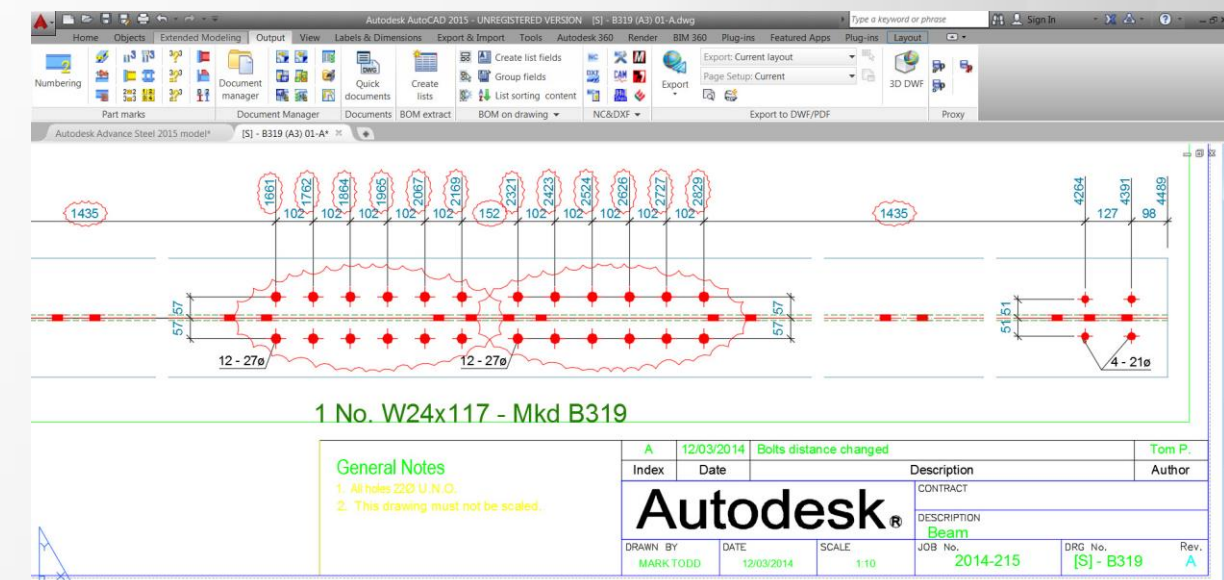 Autodesk AutoCAD 2015 - UNREGISTERED VERSION [S] - B319 (A3) 01-A.dwg
Type a keyword or phrase
Sign In
Home Objects Extended Modeling Output View Labels & Dimensions Export & Import Tools Autodesk 360 Render BIM 360 Plug-ins Featured Apps Plug-ins Layout
Numbering
Document manager
Quick documents
Create lists
Create list fields
Group fields
List sorting content
Export
Export: Current layout
Page Setup: Current
3D DWF
Part marks Document Manager Documents BOM extract BOM on drawing NC&DXF Export to DWF/PDF Proxy
Autodesk Advance Steel 2015 model* [S] - B319 (A3) 01-A*
1661 1762 1864 1965 2067 2169 2321 2423 2524 2626 2727 2829 4264 4391 4489
1435 102 102 102 102 102 152 102 102 102 102 102 1435 127 98
57 57 57 57 51 51
12 - 27ø 12 - 27ø 4 - 21ø
1 No. W24x117 - Mkd B319
General Notes
1. All holes 22Ø U.N.O.
2. This drawing must not be scaled.
A 12/03/2014 Bolts distance changed Tom P.
Index Date Description Author
Autodesk®
CONTRACT
DESCRIPTION
Beam
DRAWN BY DATE SCALE JOB No. DRG No. Rev.
MARK TODD 12/03/2014 1:10 2014-215 [S] - B319 A
Y
X